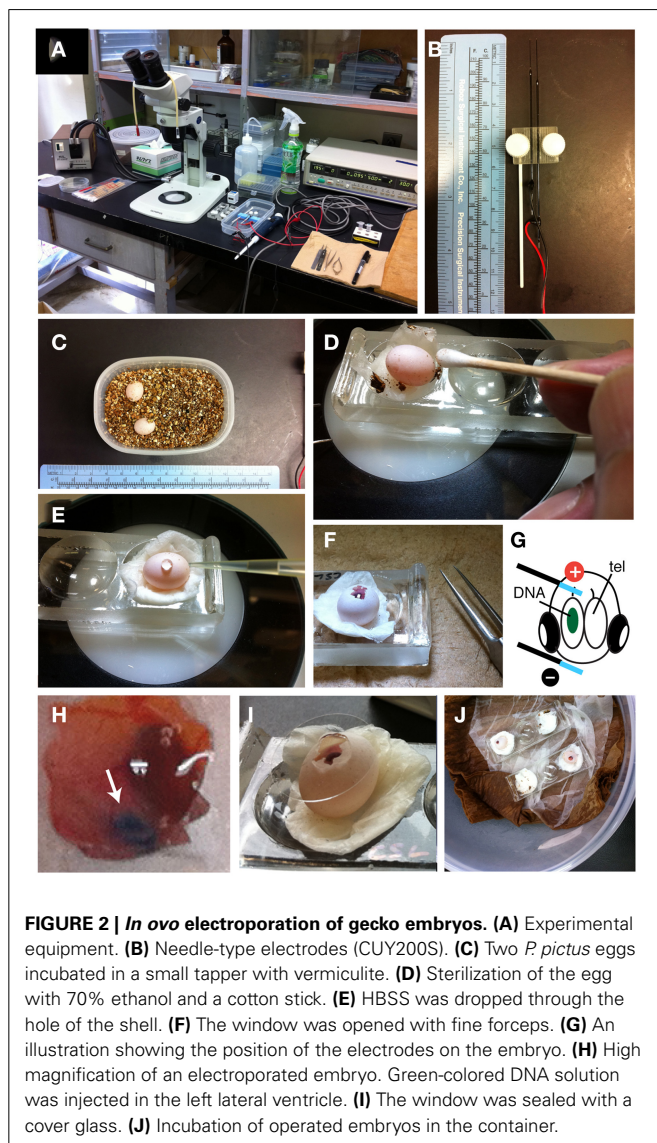 A
B
C
D
E
F
G
+
tel
DNA
−
H
I
J
FIGURE 2 | In ovo electroporation of gecko embryos. (A) Experimental
equipment. (B) Needle-type electrodes (CUY200S). (C) Two P. pictus eggs
incubated in a small tapper with vermiculite. (D) Sterilization of the egg
with 70% ethanol and a cotton stick. (E) HBSS was dropped through the
hole of the shell. (F) The window was opened with fine forceps. (G) An
illustration showing the position of the electrodes on the embryo. (H) High
magnification of an electroporated embryo. Green-colored DNA solution
was injected in the left lateral ventricle. (I) The window was sealed with a
cover glass. (J) Incubation of operated embryos in the container.